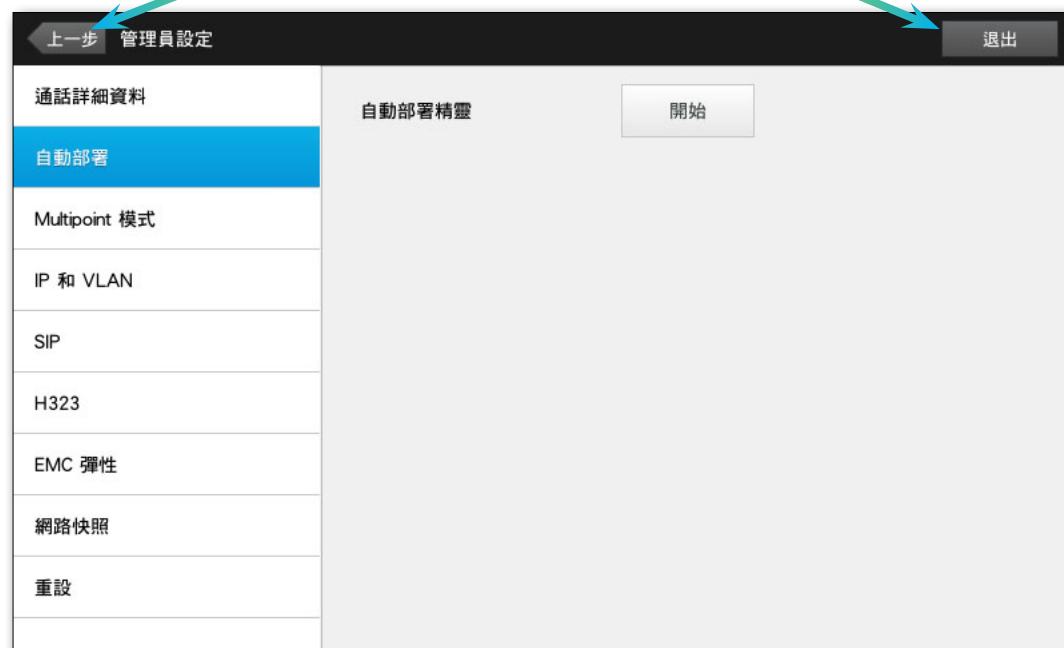 上一步 管理員設定 退出
通話詳細資料
自動部署精靈 開始
自動部署
Multipoint 模式
IP 和 VLAN
SIP
H323
EMC 彈性
網路快照
重設